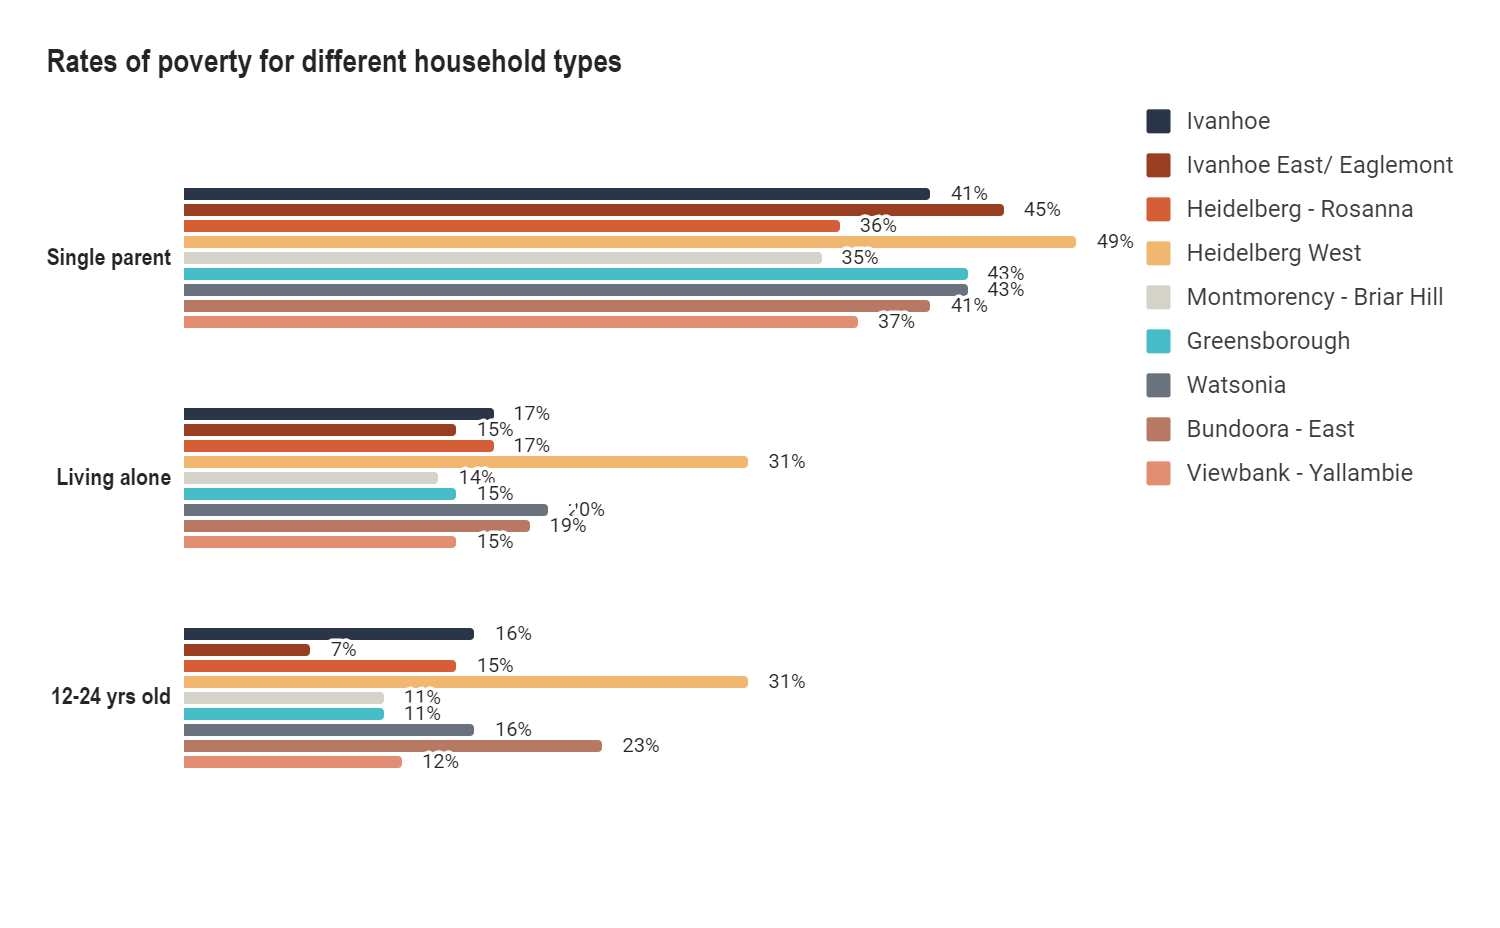 Rates of poverty for different household types
Ivanhoe
Ivanhoe East/ Eaglemont
Heidelberg - Rosanna
Heidelberg West
Montmorency - Briar Hill
Greensborough
Watsonia
Bundoora - East
Viewbank - Yallambie
Single parent
41%
45%
36%
49%
35%
43%
43%
41%
37%
Living alone
17%
15%
17%
31%
14%
15%
20%
19%
15%
12-24 yrs old
16%
7%
15%
31%
11%
11%
16%
23%
12%